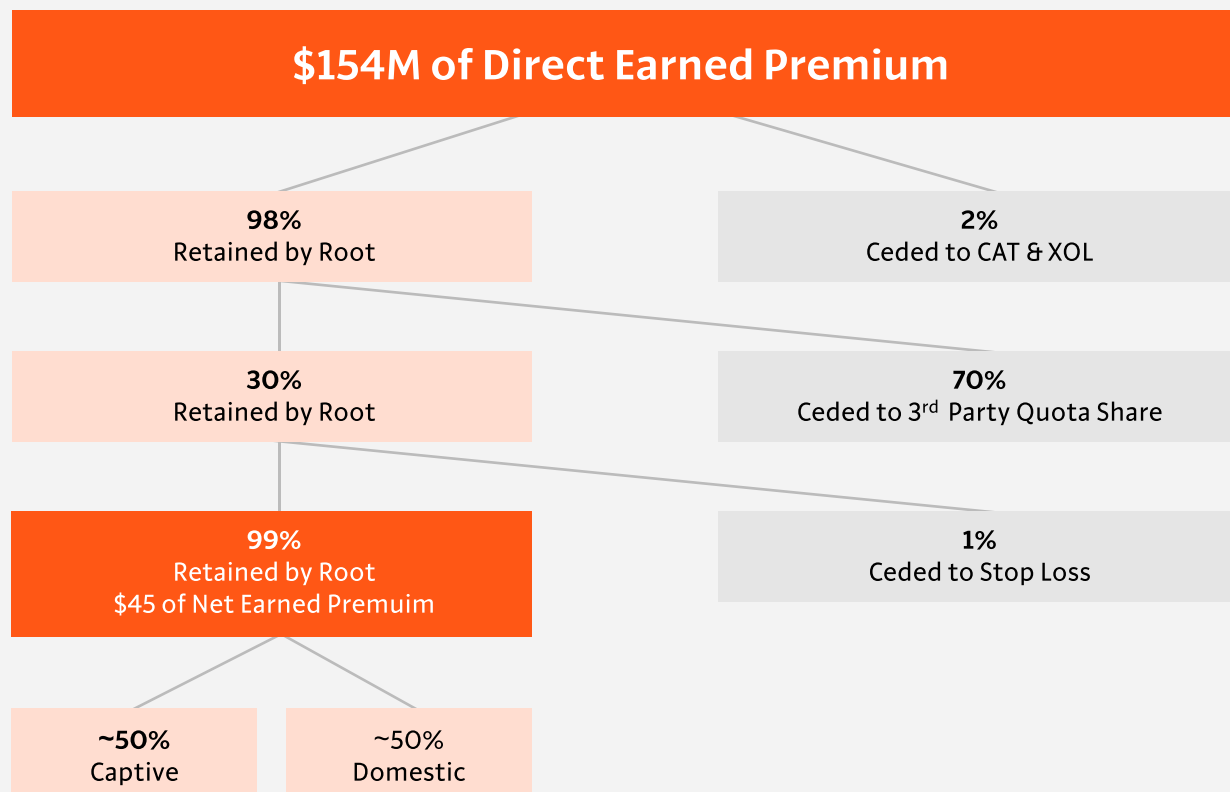 $154M of Direct Earned Premium
98%
Retained by Root
2%
Ceded to CAT & XOL
30%
Retained by Root
70%
Ceded to 3rd Party Quota Share
99%
Retained by Root
$45 of Net Earned Premuim
1%
Ceded to Stop Loss
~50%
Captive
~50%
Domestic